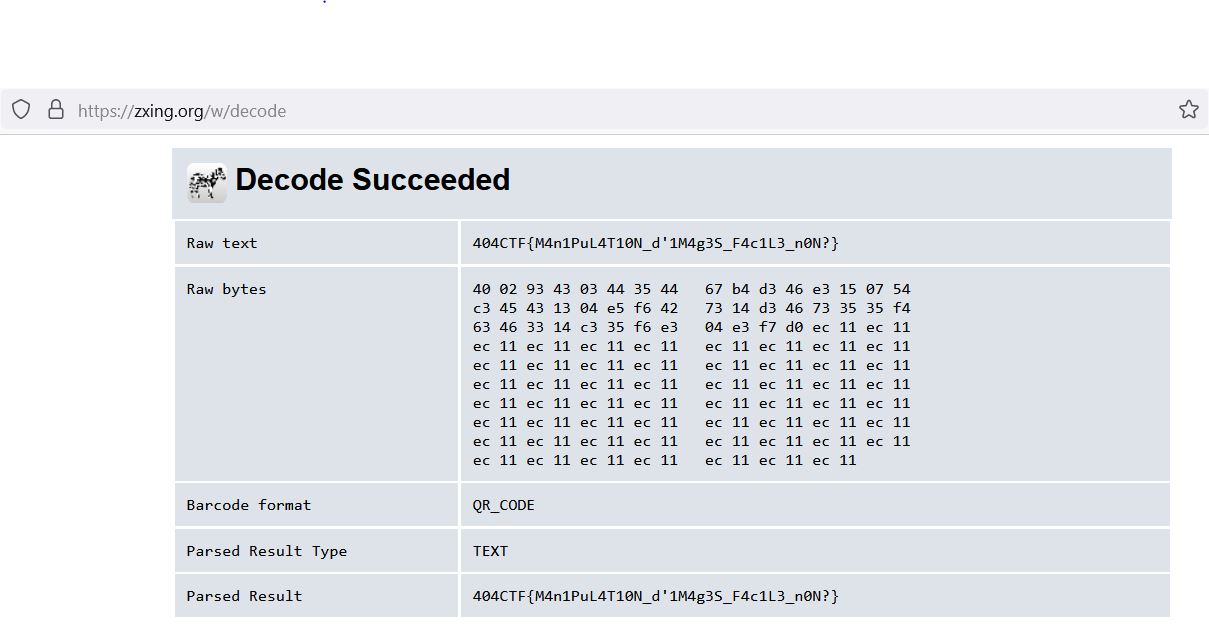 https://zxing.org/w/decode
Decode Succeeded
Raw text 404CTF{M4n1PuL4T10N_d'1M4g3S_F4c1L3_n0N?}
Raw bytes 40 02 93 43 03 44 35 44 67 b4 d3 46 e3 15 07 54
c3 45 43 13 04 e5 f6 42 73 14 d3 46 73 35 35 f4
63 46 33 14 c3 35 f6 e3 04 e3 f7 d0 ec 11 ec 11
ec 11 ec 11 ec 11 ec 11 ec 11 ec 11 ec 11 ec 11
ec 11 ec 11 ec 11 ec 11 ec 11 ec 11 ec 11 ec 11
ec 11 ec 11 ec 11 ec 11 ec 11 ec 11 ec 11 ec 11
ec 11 ec 11 ec 11 ec 11 ec 11 ec 11 ec 11 ec 11
ec 11 ec 11 ec 11 ec 11 ec 11 ec 11 ec 11 ec 11
ec 11 ec 11 ec 11 ec 11 ec 11 ec 11 ec 11 ec 11
ec 11 ec 11 ec 11 ec 11 ec 11 ec 11 ec 11
Barcode format QR_CODE
Parsed Result Type TEXT
Parsed Result 404CTF{M4n1PuL4T10N_d'1M4g3S_F4c1L3_n0N?}